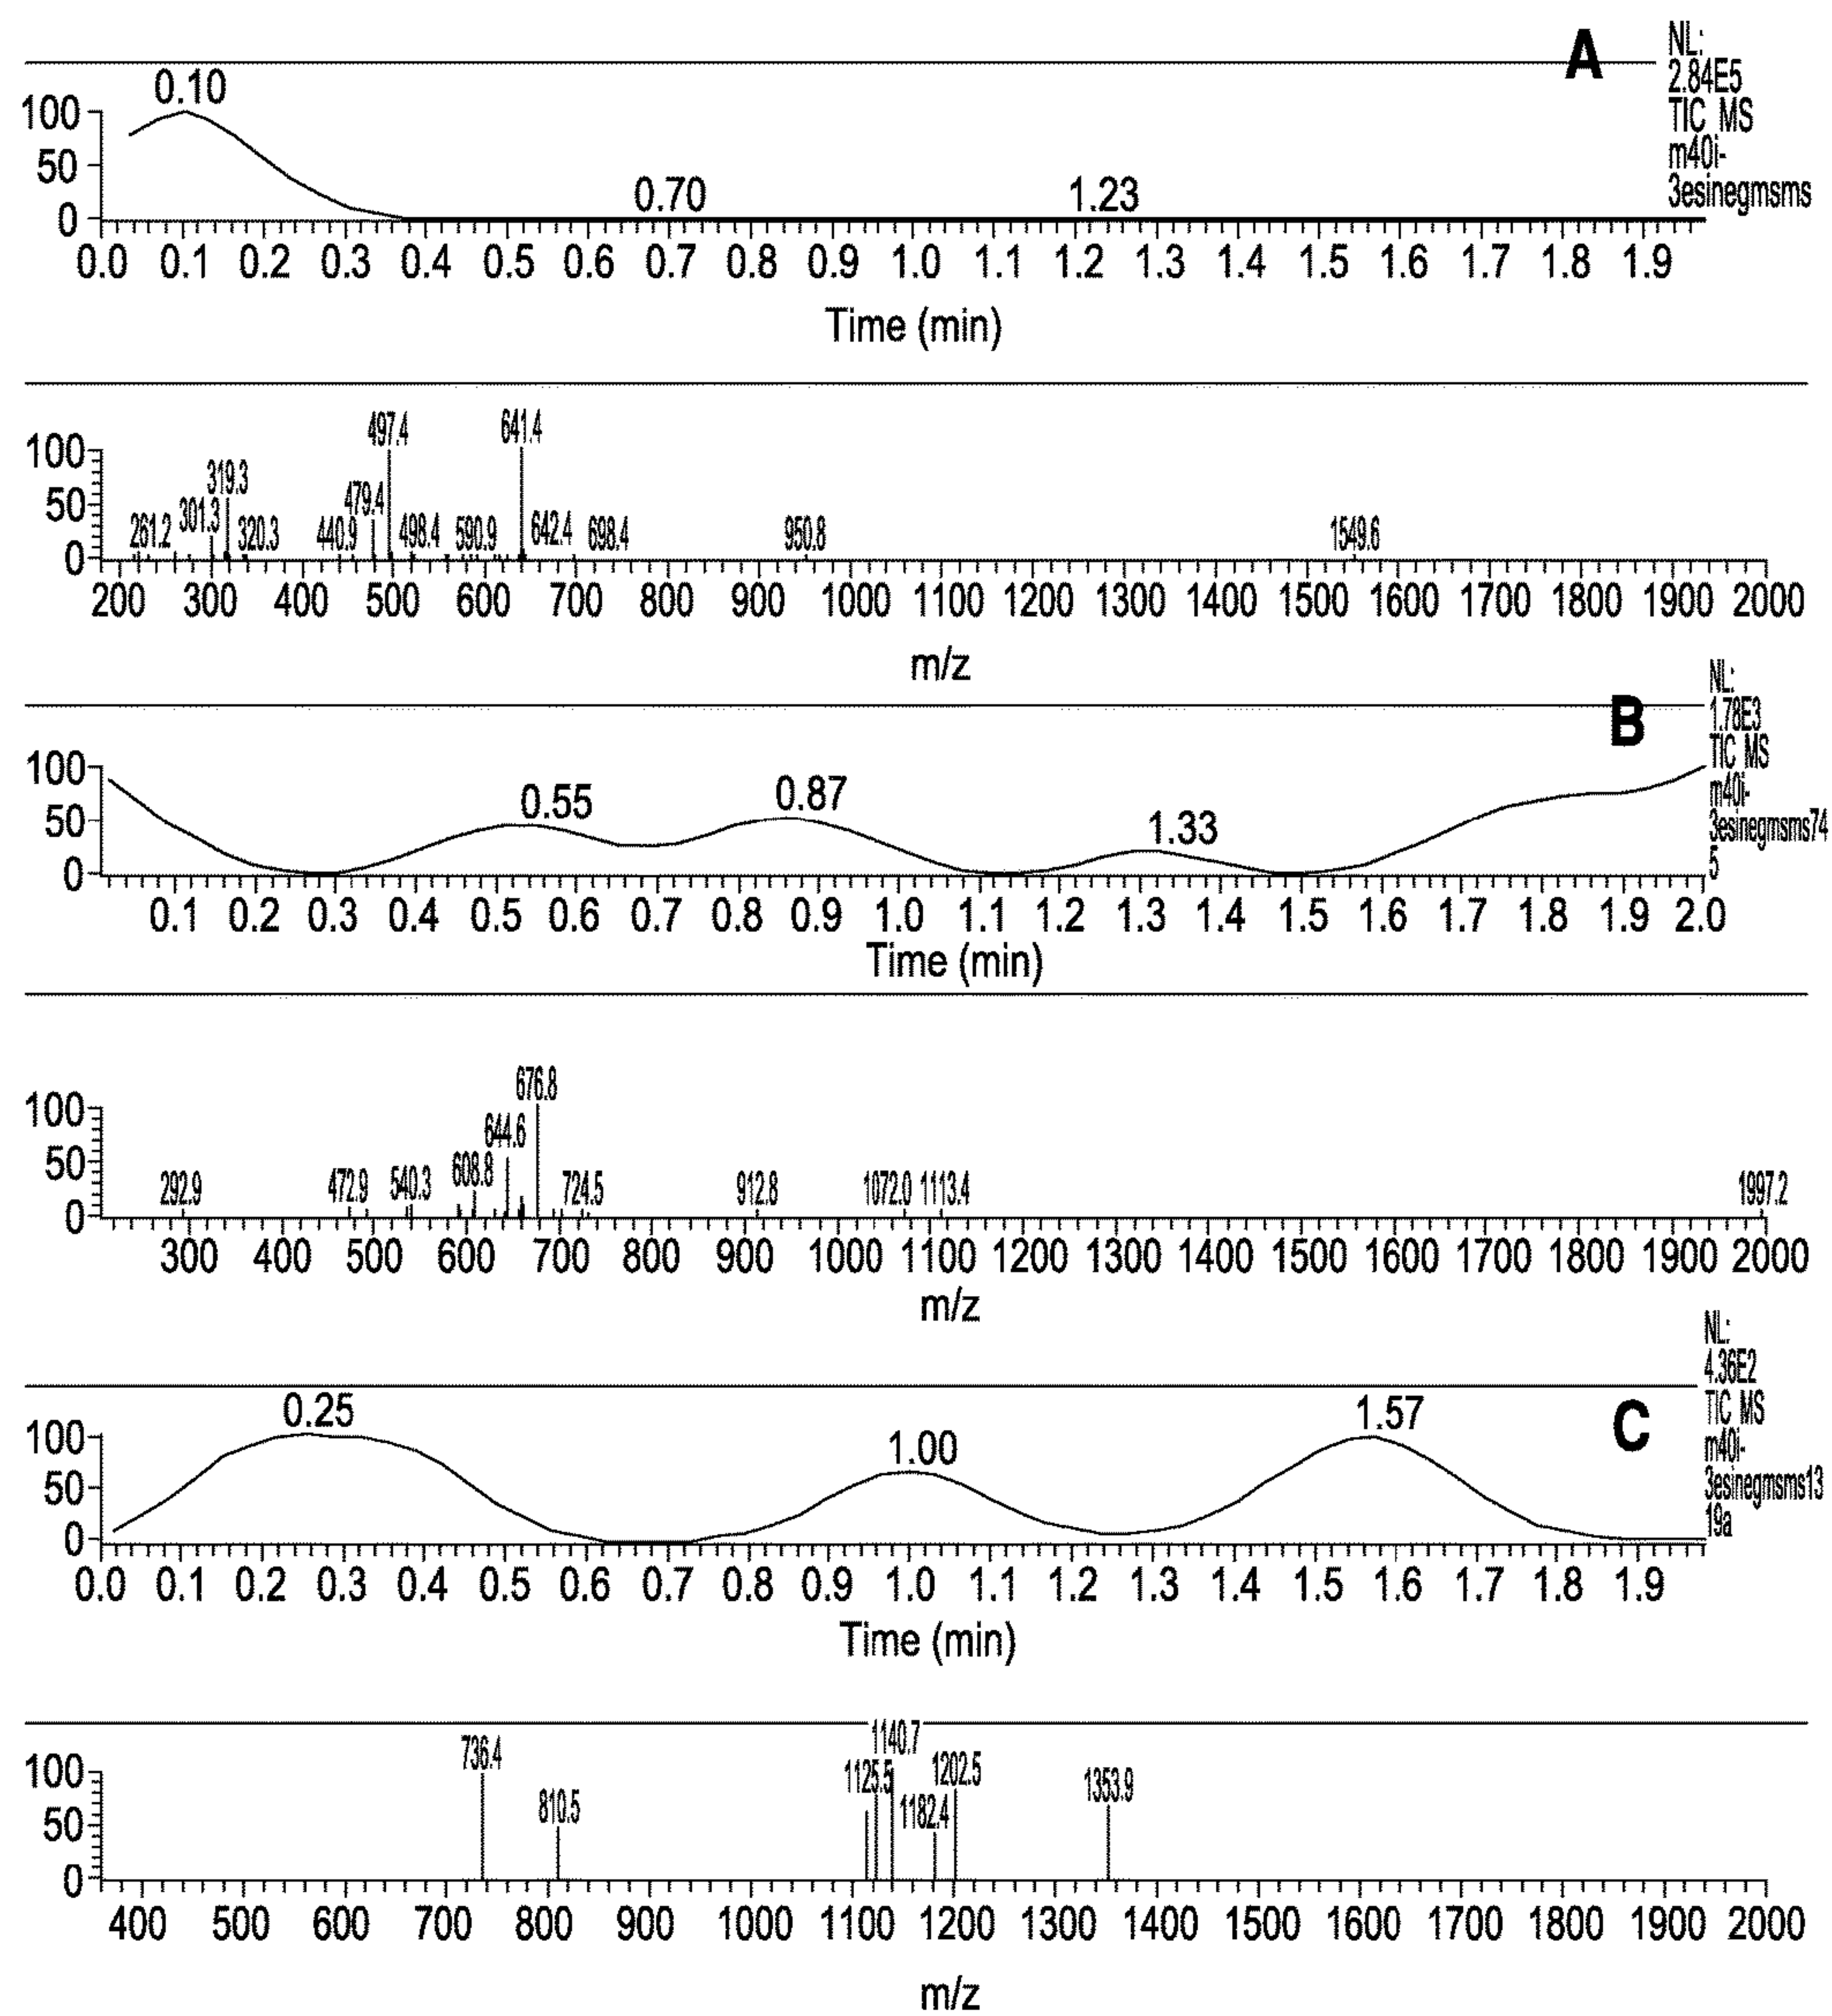 A
NL:
2.84E5
TIC MS
m40i-
3esinegmsms
0.10
0.70
1.23
100
50
0
0.0 0.1 0.2 0.3 0.4 0.5 0.6 0.7 0.8 0.9 1.0 1.1 1.2 1.3 1.4 1.5 1.6 1.7 1.8 1.9
Time (min)
497.4 641.4
319.3
479.4
261.2 301.3 320.3 440.9 498.4 590.9 642.4 698.4 950.8 1549.6
100
50
0
200 300 400 500 600 700 800 900 1000 1100 1200 1300 1400 1500 1600 1700 1800 1900 2000
m/z
B
NL:
1.78E3
TIC MS
m40i-
3esinegmsms74
5
0.55 0.87 1.33
100
50
0
0.1 0.2 0.3 0.4 0.5 0.6 0.7 0.8 0.9 1.0 1.1 1.2 1.3 1.4 1.5 1.6 1.7 1.8 1.9 2.0
Time (min)
676.8
644.6
292.9 472.9 540.3 608.8 724.5 912.8 1072.0 1113.4 1997.2
100
50
0
300 400 500 600 700 800 900 1000 1100 1200 1300 1400 1500 1600 1700 1800 1900 2000
m/z
C
NL:
4.36E2
TIC MS
m40i-
3esinegmsms13
19a
0.25 1.00 1.57
100
50
0
0.0 0.1 0.2 0.3 0.4 0.5 0.6 0.7 0.8 0.9 1.0 1.1 1.2 1.3 1.4 1.5 1.6 1.7 1.8 1.9
Time (min)
1140.7
736.4 1125.5 1202.5
810.5 1182.4 1353.9
100
50
0
400 500 600 700 800 900 1000 1100 1200 1300 1400 1500 1600 1700 1800 1900 2000
m/z